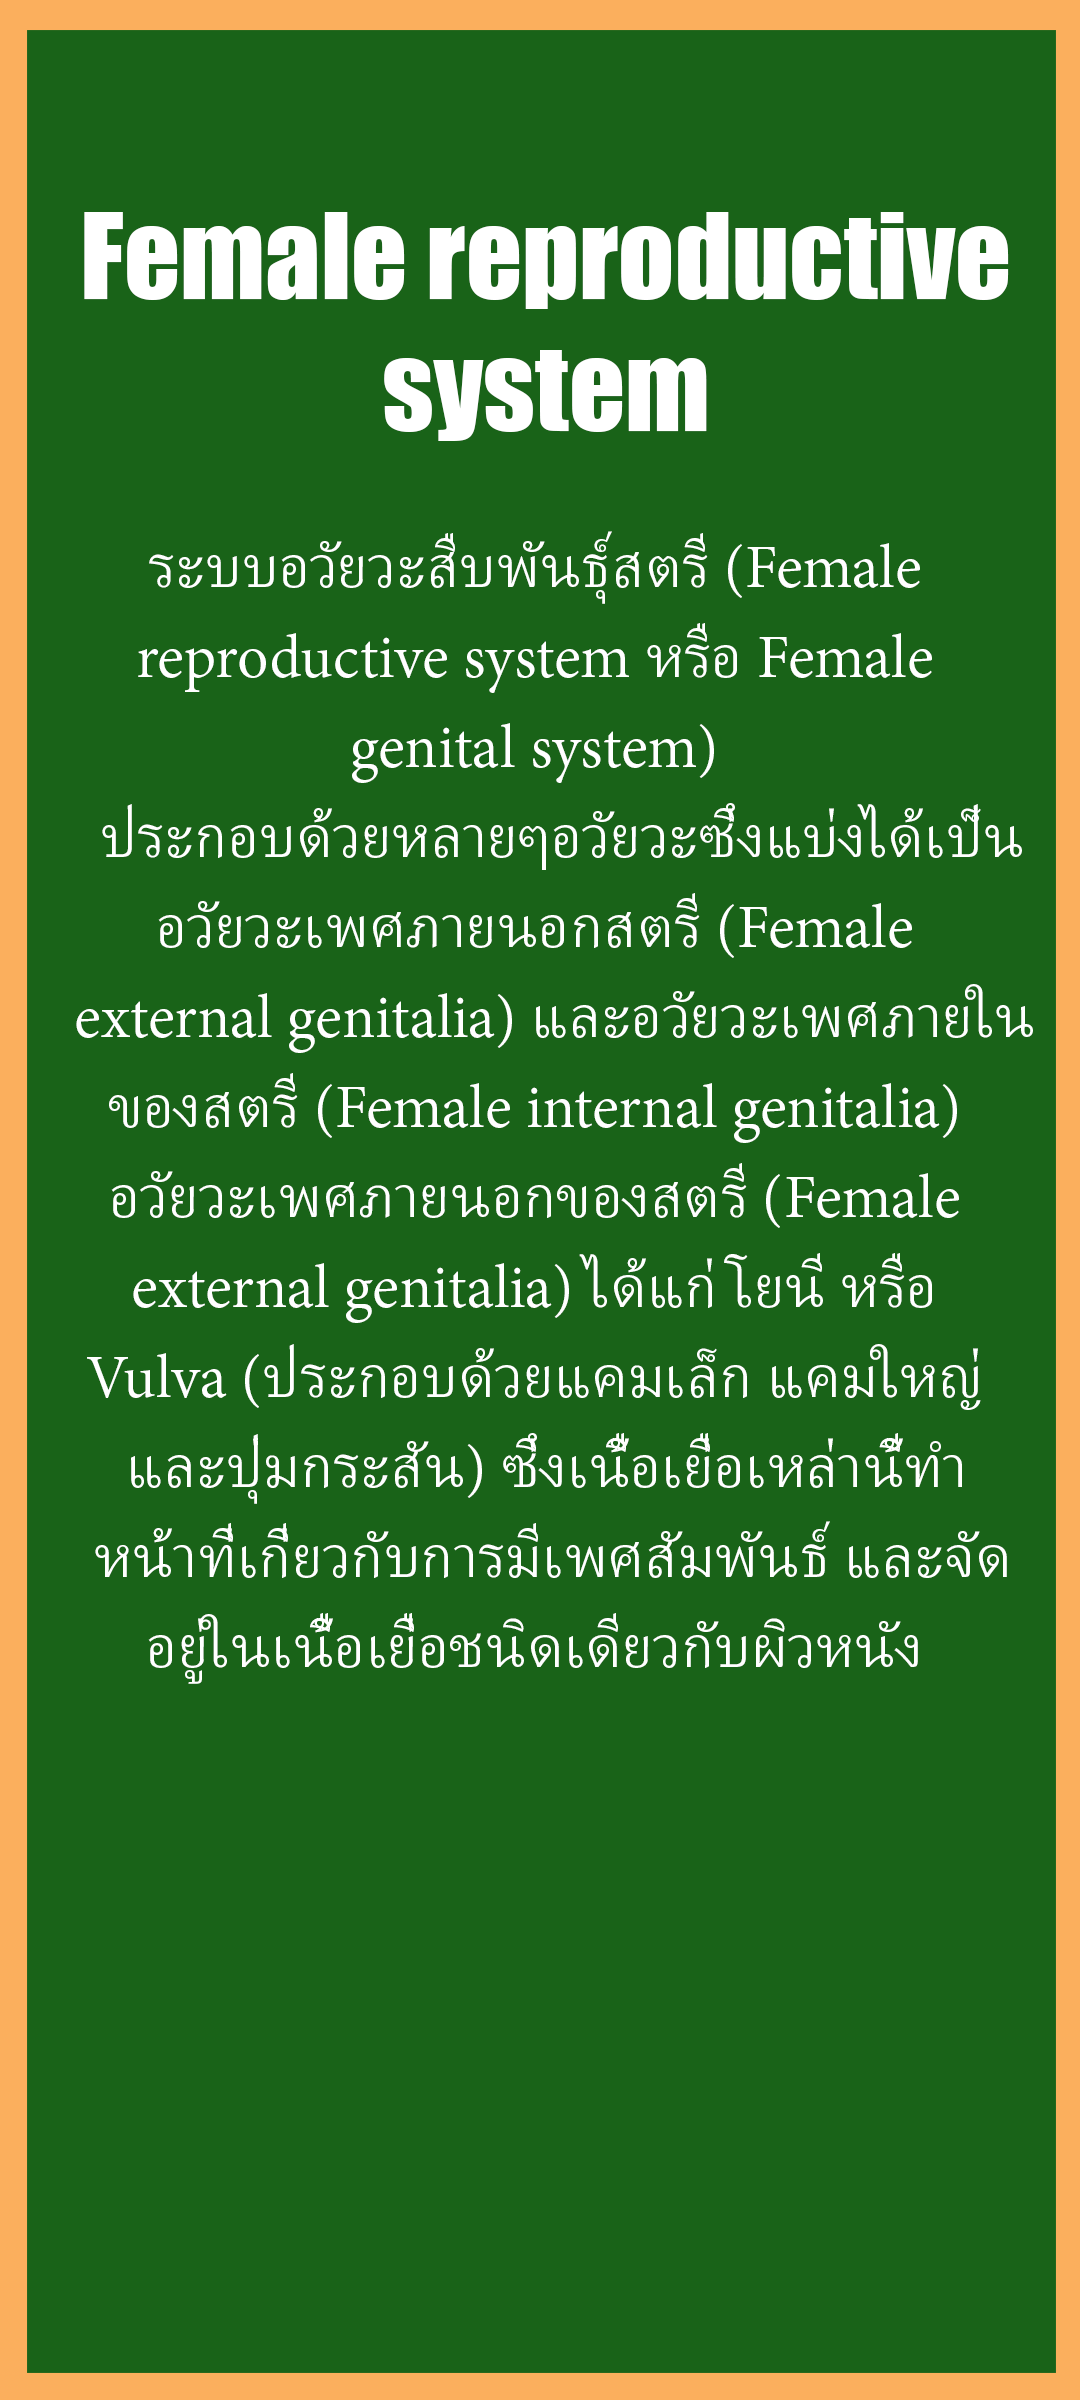 Female reproductive
system
ระบบอวัยวะสืบพันธุ์สตรี (Female
reproductive system หรือ Female
genital system)
ประกอบด้วยหลายๆอวัยวะซึ่งแบ่งได้เป็น
อวัยวะเพศภายนอกสตรี (Female
external genitalia) และอวัยวะเพศภายใน
ของสตรี (Female internal genitalia)
อวัยวะเพศภายนอกของสตรี (Female
external genitalia) ได้แก่ โยนี หรือ
Vulva (ประกอบด้วยแคมเล็ก แคมใหญ่
และปุ่มกระสัน) ซึ่งเนื้อเยื่อเหล่านี้ทำ
หน้าที่เกี่ยวกับการมีเพศสัมพันธ์ และจัด
อยู่ในเนื้อเยื่อชนิดเดียวกับผิวหนัง